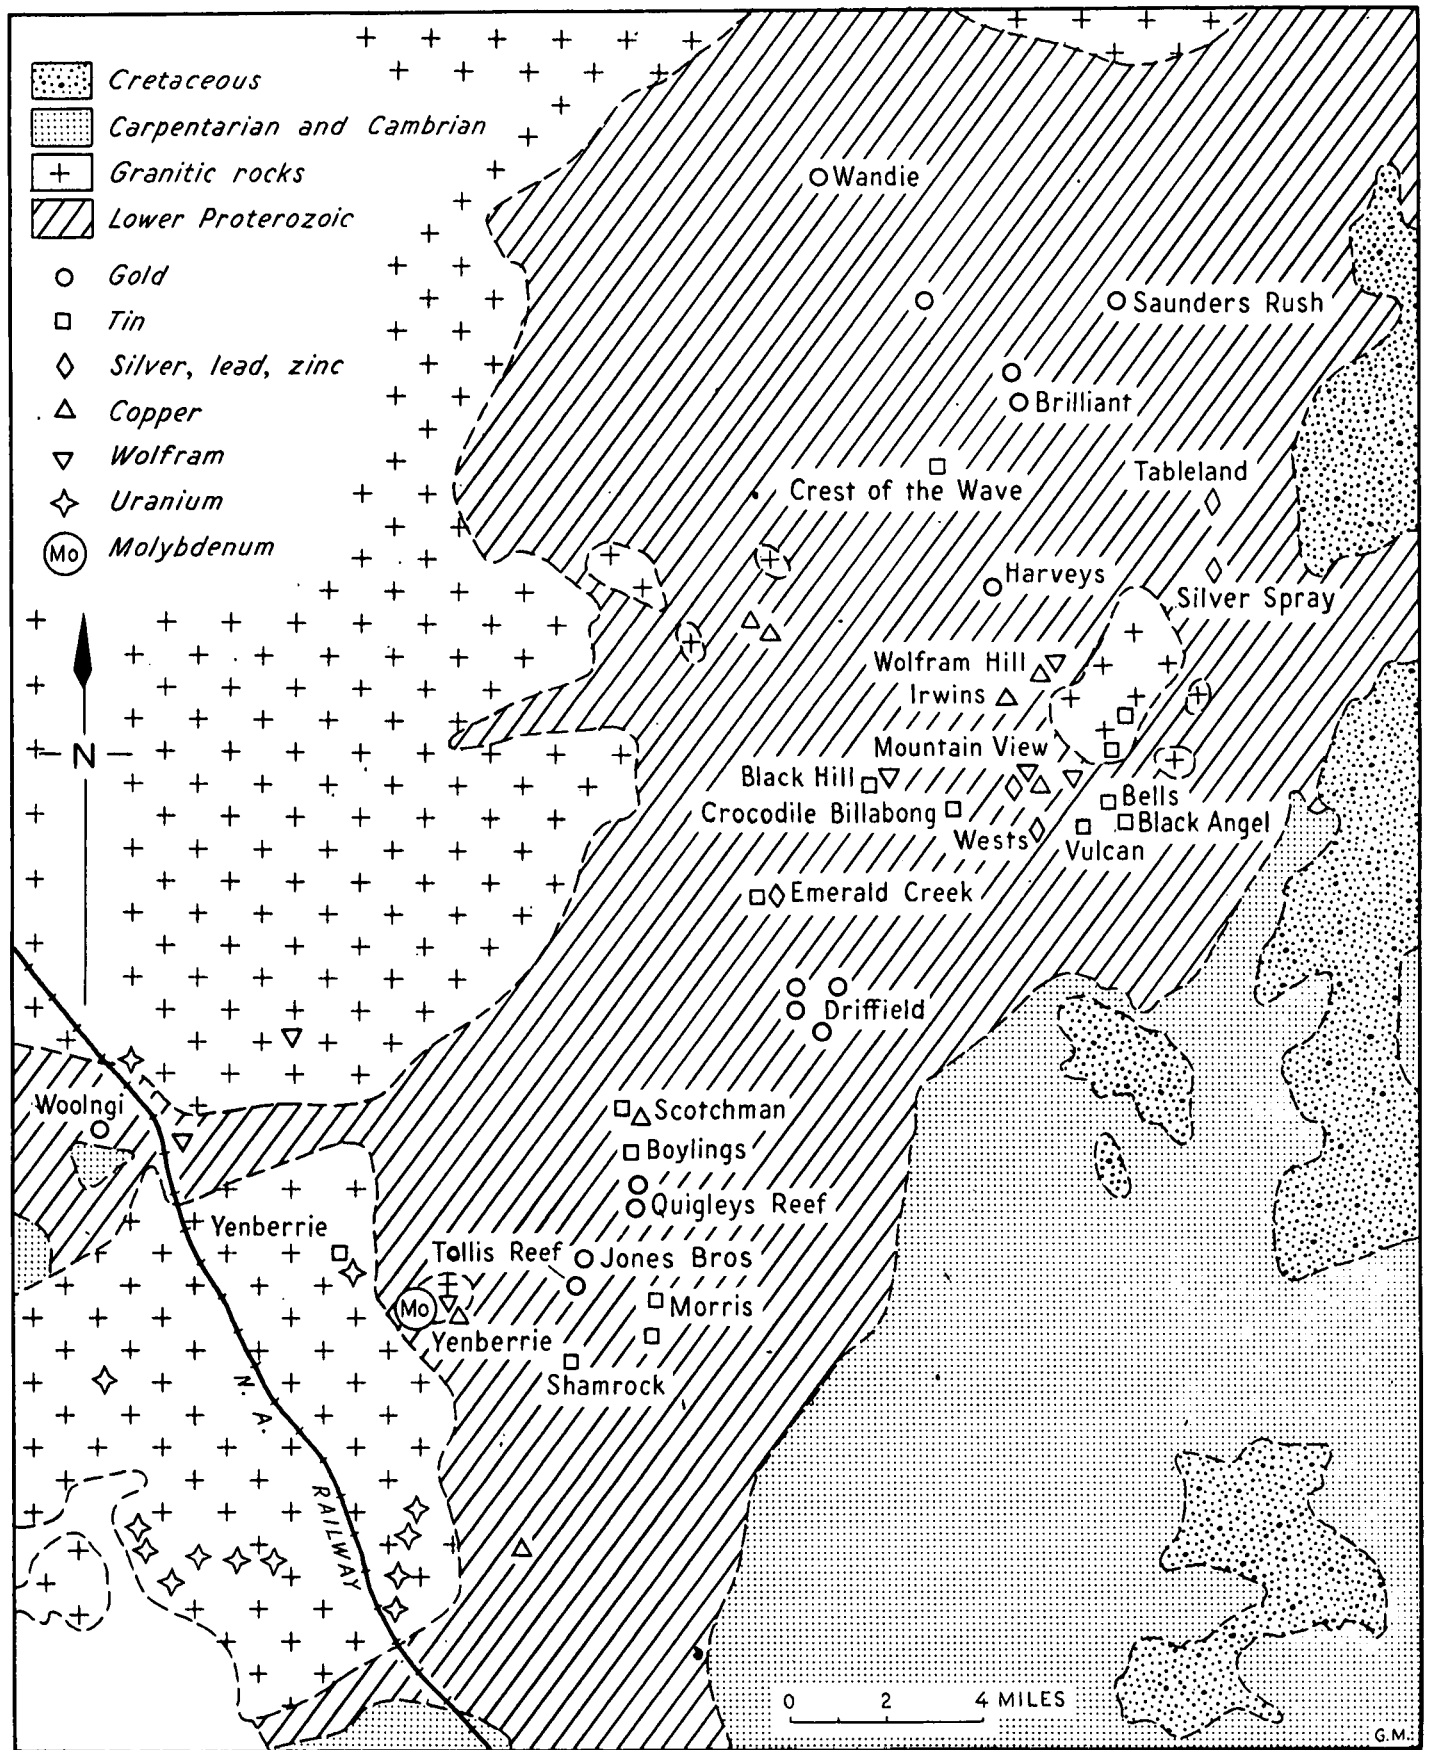 Cretaceous
Carpentarian and Cambrian
Granitic rocks
Lower Proterozoic
Gold
Tin
Silver, lead, zinc
Copper
Wolfram
Uranium
Mo Molybdenum
N
Wandie
Saunders Rush
Brilliant
Tableland
Crest of the Wave
Harveys
Silver Spray
Wolfram Hill
Irwins
Mountain View
Black Hill
Bells
Crocodile Billabong
Black Angel
Wests
Vulcan
Emerald Creek
Driffield
Woolngi
Scotchman
Boylings
Quigleys Reef
Yenberrie
Tollis Reef
Jones Bros
Mo
Morris
Yenberrie
Shamrock
N. A.
RAILWAY
0 2 4 MILES
G.M.